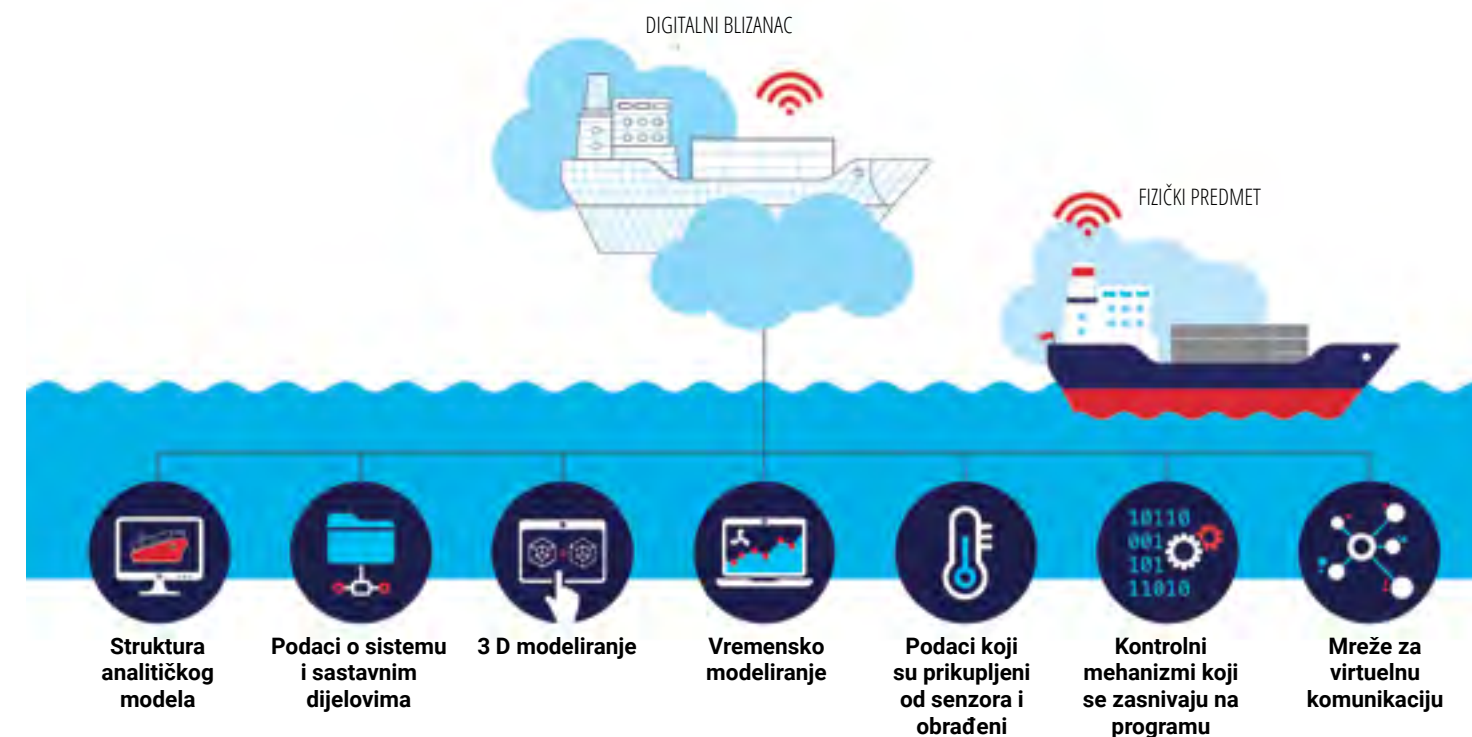 DIGITALNI BLIZANAC
FIZIČKI PREDMET
10110
001
101
11010
Struktura
analitičkog
modela
Podaci o sistemu
i sastavnim
dijelovima
3 D modeliranje
Vremensko
modeliranje
Podaci koji
su prikupljeni
od senzora i
obrađeni
Kontrolni
mehanizmi koji
se zasnivaju na
programu
Mreže za
virtuelnu
komunikaciju